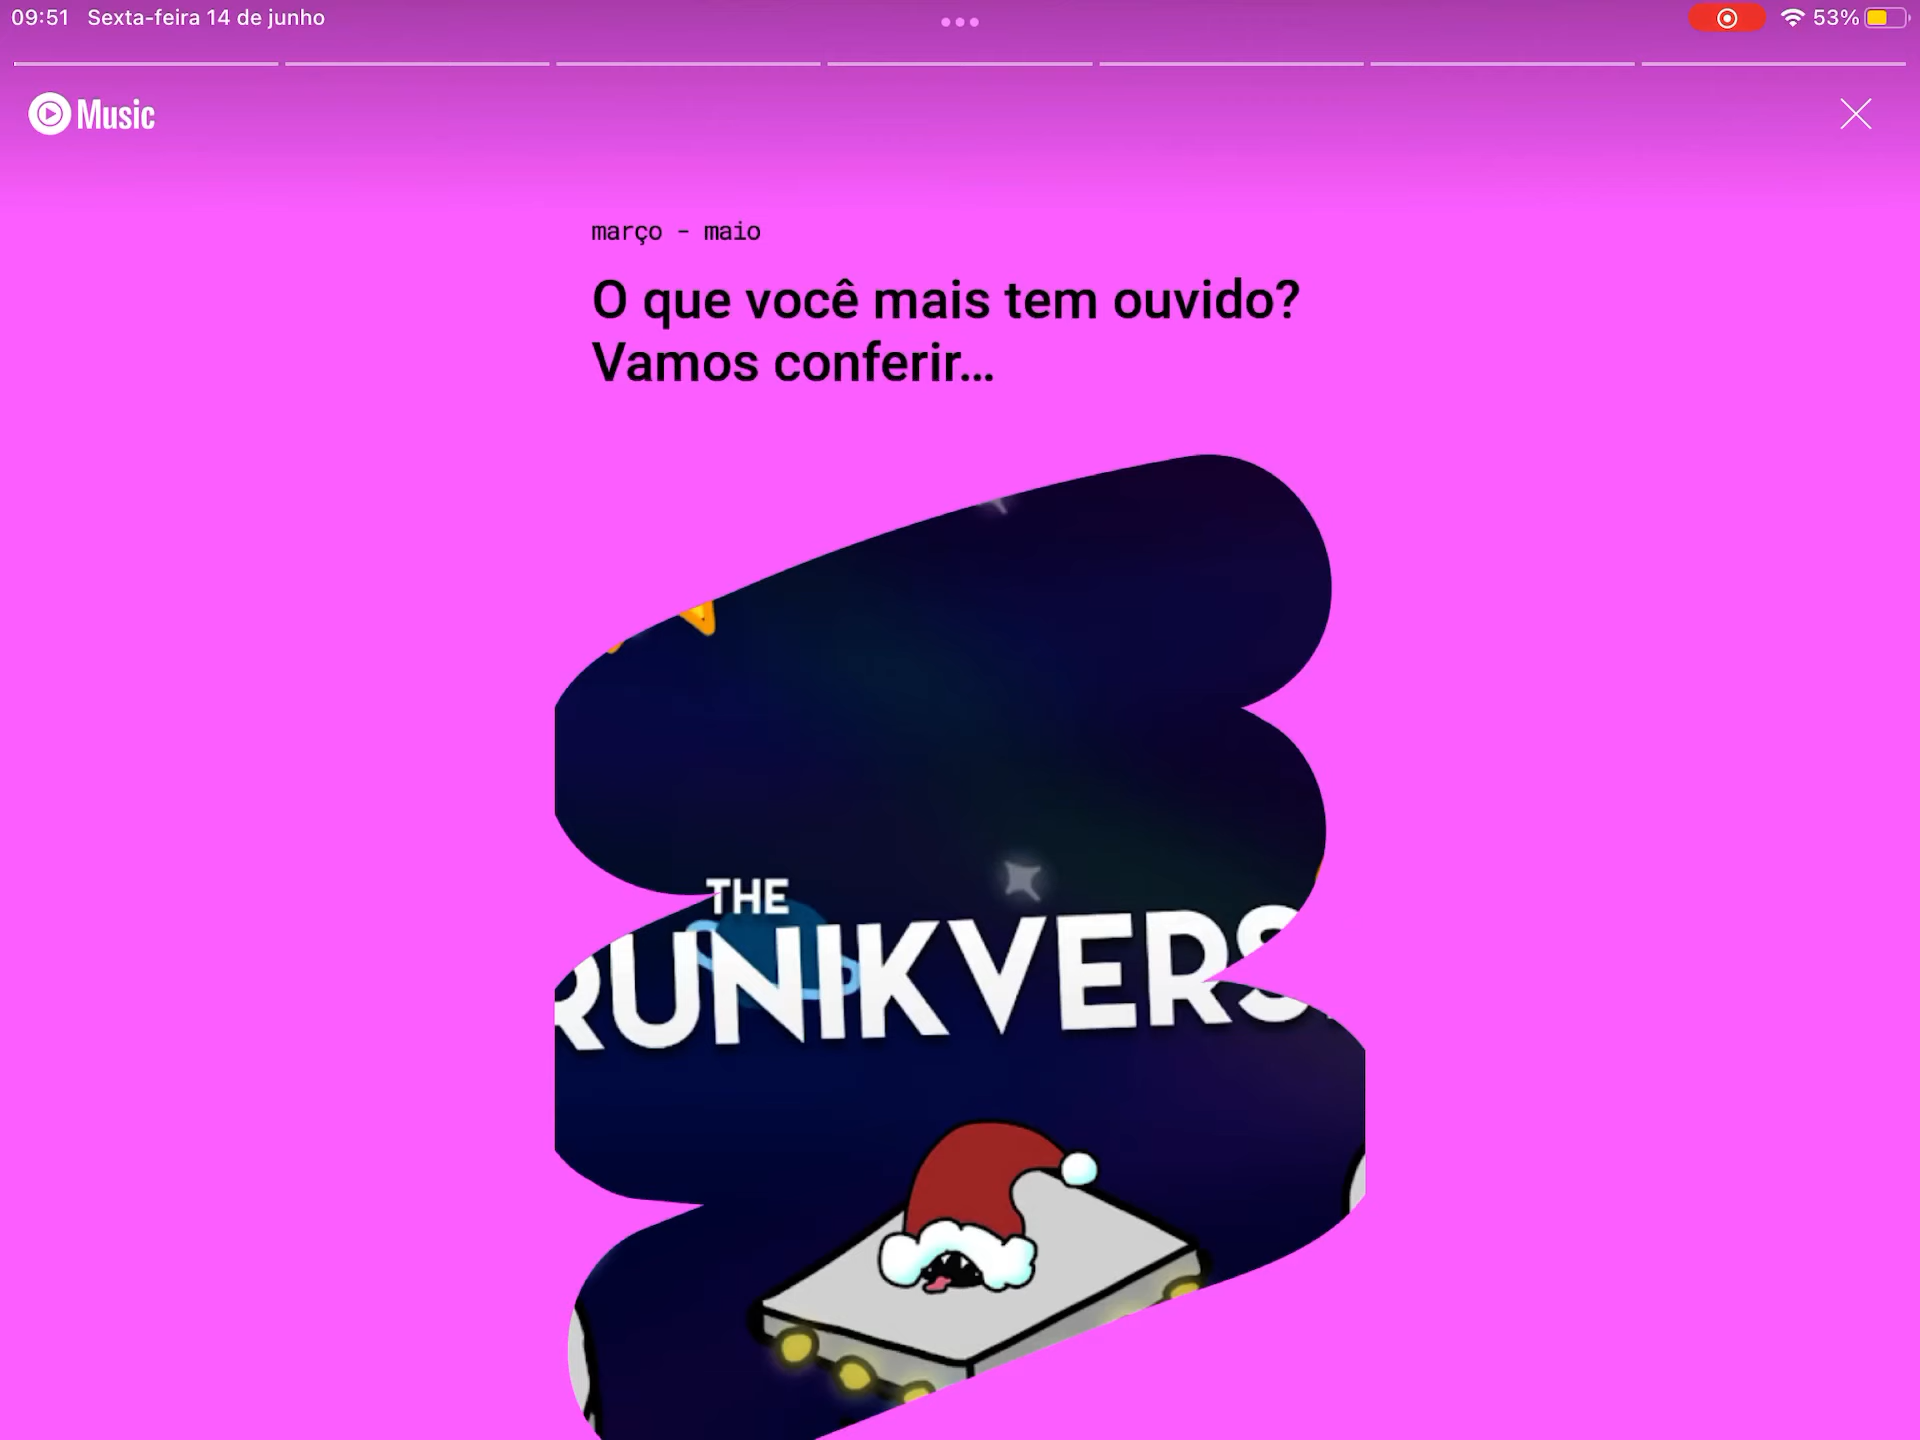 09:51 Sexta-feira 14 de junho
53%
Music
março - maio
O que você mais tem ouvido?
Vamos conferir...
THE
RUNIKVERS